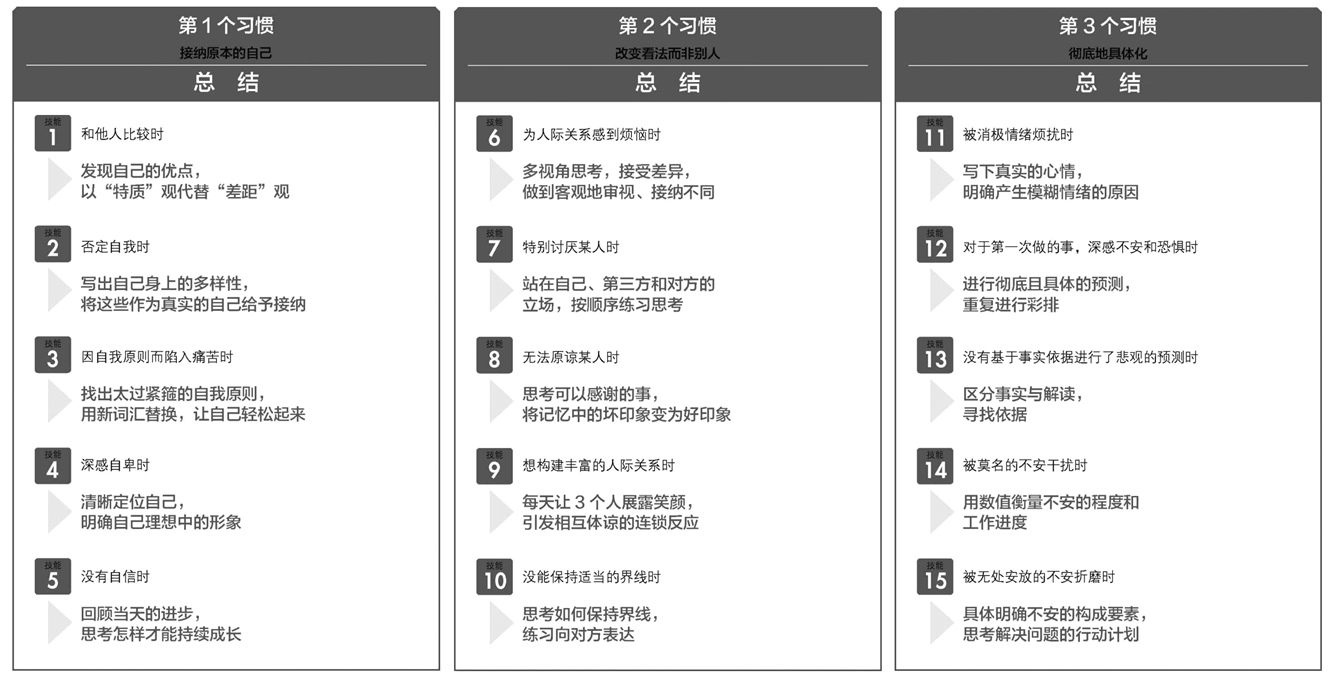 第1个习惯
接纳原本的自己
总 结
技能
1
和他人比较时
发现自己的优点，
以“特质”观代替“差距”观
技能
2
否定自我时
写出自己身上的多样性，
将这些作为真实的自己给予接纳
技能
3
因自我原则而陷入痛苦时
找出太过紧箍的自我原则，
用新词汇替换，让自己轻松起来
技能
4
深感自卑时
清晰定位自己，
明确自己理想中的形象
技能
5
没有自信时
回顾当天的进步，
思考怎样才能持续成长
第2个习惯
改变看法而非别人
总 结
技能
6
为人际关系感到烦恼时
多视角思考，接受差异，
做到客观地审视、接纳不同
技能
7
特别讨厌某人时
站在自己、第三方和对方的
立场，按顺序练习思考
技能
8
无法原谅某人时
思考可以感谢的事，
将记忆中的坏印象变为好印象
技能
9
想构建丰富的人际关系时
每天让3个人展露笑颜，
引发相互体谅的连锁反应
技能
10
没能保持适当的界线时
思考如何保持界线，
练习向对方表达
第3个习惯
彻底地具体化
总 结
技能
11
被消极情绪烦扰时
写下真实的心情，
明确产生模糊情绪的原因
技能
12
对于第一次做的事，深感不安和恐惧时
进行彻底且具体的预测，
重复进行彩排
技能
13
没有基于事实依据进行了悲观的预测时
区分事实与解读，
寻找依据
技能
14
被莫名的不安干扰时
用数值衡量不安的程度和
工作进度
技能
15
被无处安放的不安折磨时
具体明确不安的构成要素，
思考解决问题的行动计划